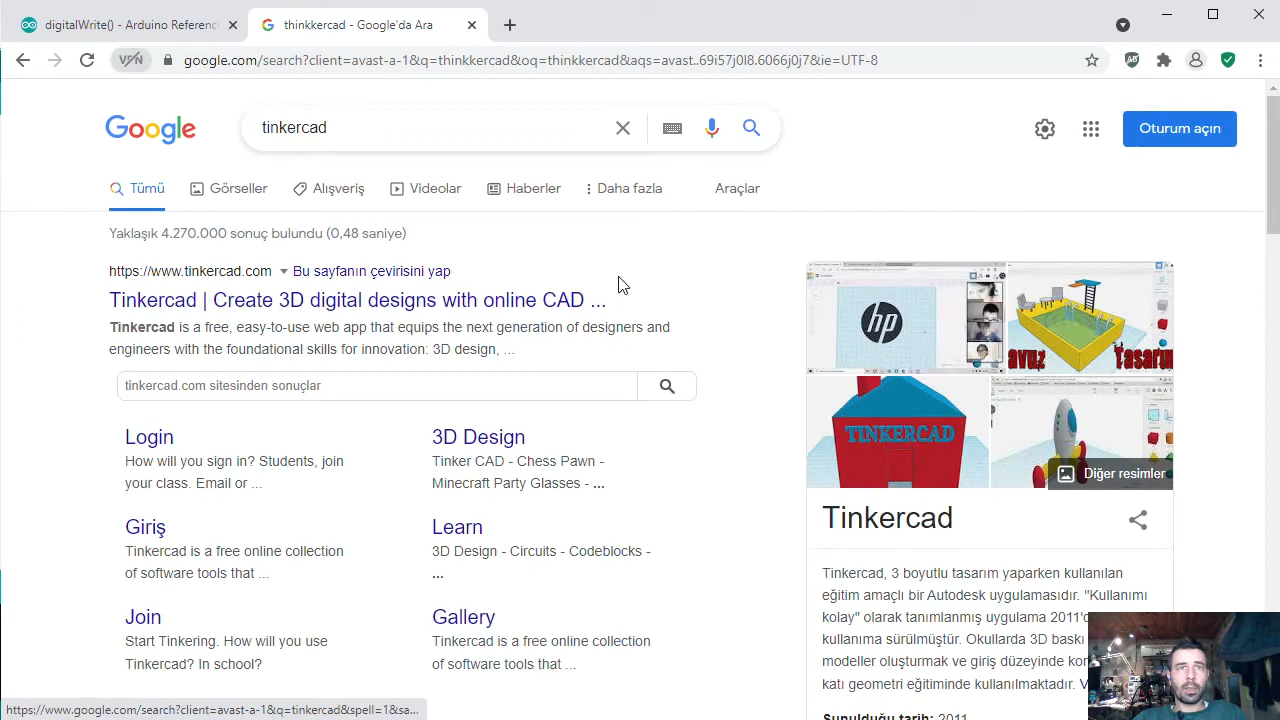 digitalWrite() - Arduino Referenc
thinkkercad - Google'da Ara
VPN
google.com/search?client=avast-a-1&q=thinkkercad&oq=thinkkercad&aqs=avast..69i57j0l8.6066j0j7&ie=UTF-8
Google
tinkercad
Oturum açın
Tümü
Görseller
Alışveriş
Videolar
Haberler
Daha fazla
Araçlar
Yaklaşık 4.270.000 sonuç bulundu (0,48 saniye)
https://www.tinkercad.com
Bu sayfanın çevirisini yap
Tinkercad | Create 3D digital designs with online CAD ...
Tinkercad is a free, easy-to-use web app that equips the next generation of designers and
engineers with the foundational skills for innovation: 3D design, ...
tinkercad.com sitesinden sonuçlar
Login
How will you sign in? Students, join
your class. Email or ...
3D Design
Tinker CAD - Chess Pawn -
Minecraft Party Glasses - ...
Giriş
Tinkercad is a free online collection
of software tools that ...
Learn
3D Design - Circuits - Codeblocks -
...
Join
Start Tinkering. How will you use
Tinkercad? In school?
Gallery
Tinkercad is a free online collection
of software tools that ...
hp
avuz Tasarım
TINKERCAD
Diğer resimler
Tinkercad
Tinkercad, 3 boyutlu tasarım yaparken kullanılan
eğitim amaçlı bir Autodesk uygulamasıdır. "Kullanımı
kolay" olarak tanımlanmış uygulama 2011'd
kullanıma sürülmüştür. Okullarda 3D baskı
modeller oluşturmak ve giriş düzeyinde kon
katı geometri eğitiminde kullanılmaktadır. V
Sunulduğu tarih: 2011
https://www.google.com/search?client=avast-a-1&q=tinkercad&spell=1&sa...